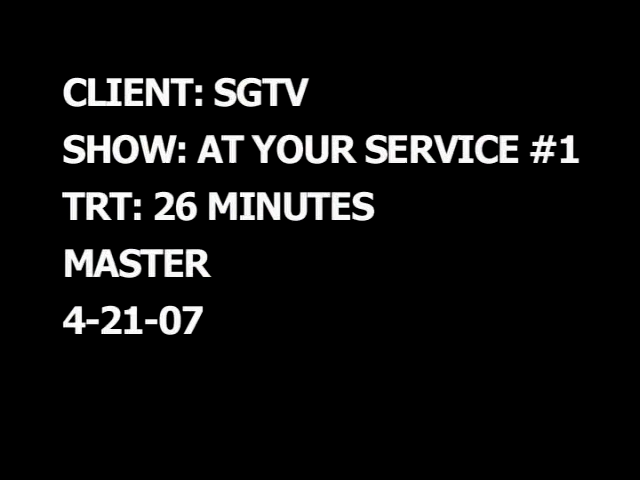 CLIENT: SGTV
SHOW: AT YOUR SERVICE #1
TRT: 26 MINUTES
MASTER
4-21-07